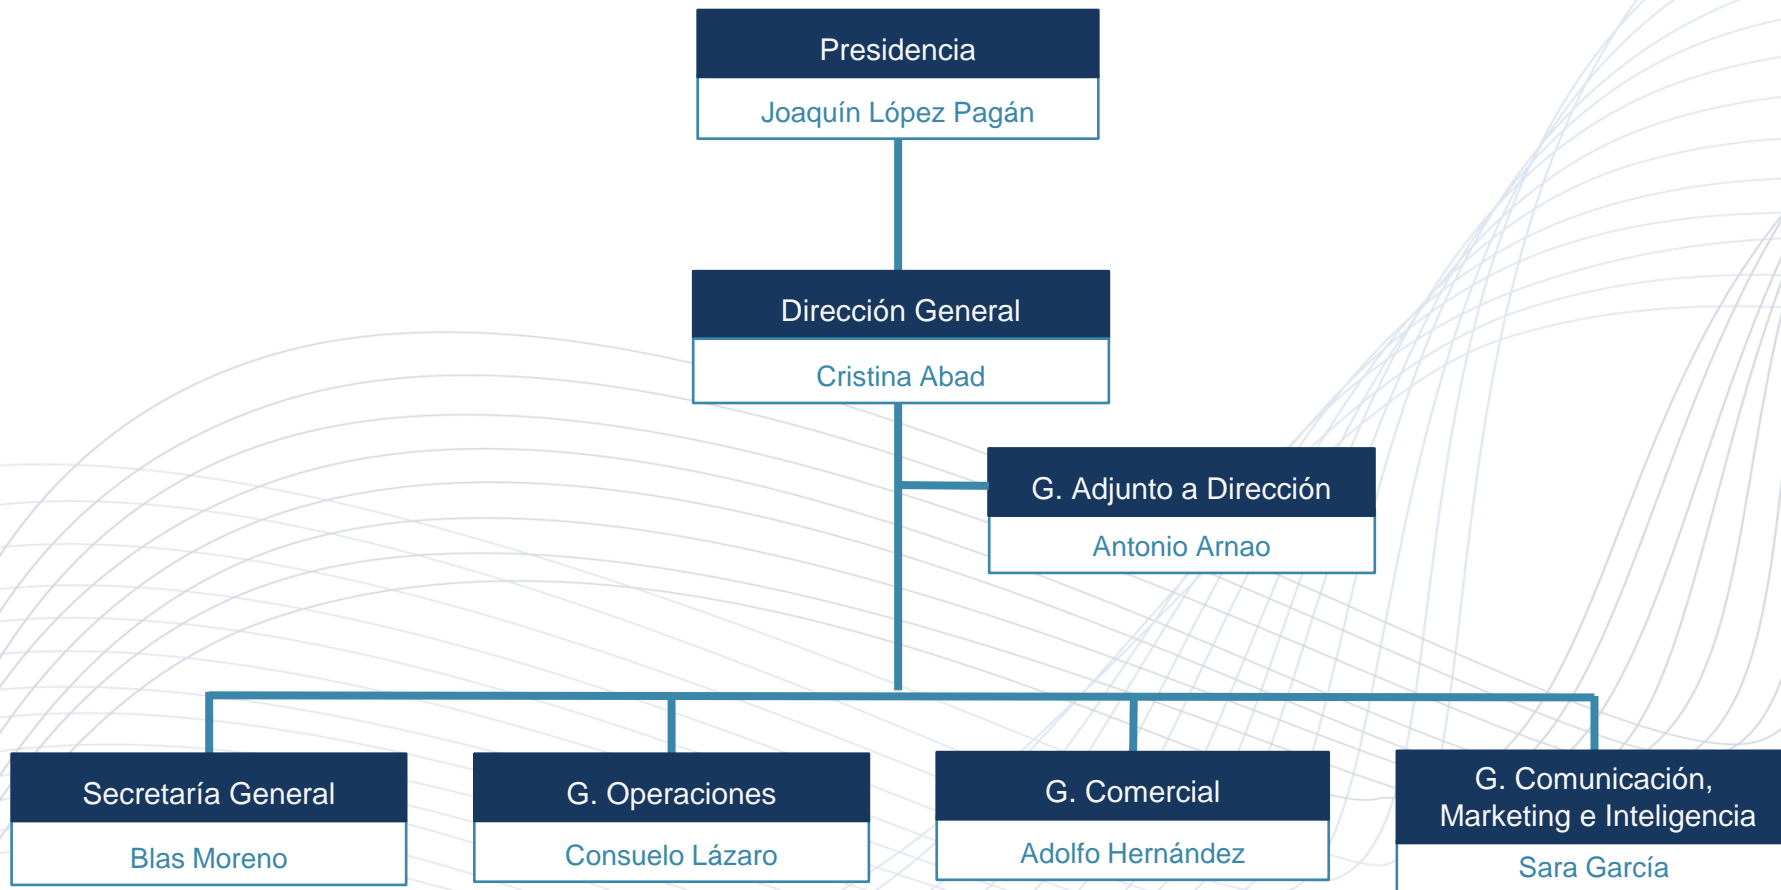 Presidencia
Joaquín López Pagán
Dirección General
Cristina Abad
G. Adjunto a Dirección
Antonio Arnao
Secretaría General
Blas Moreno
G. Operaciones
Consuelo Lázaro
G. Comercial
Adolfo Hernández
G. Comunicación,
Marketing e Inteligencia
Sara García